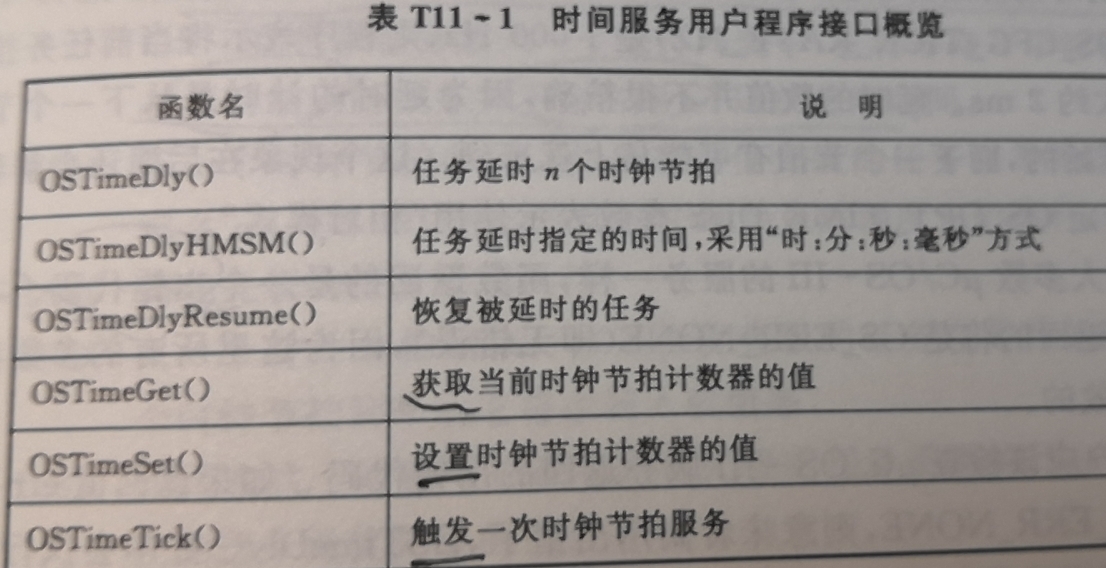 表 T11-1 时间服务用户程序接口概览
函数名 说 明
OSTimeDly() 任务延时 n 个时钟节拍
OSTimeDlyHMSM() 任务延时指定的时间,采用“时:分:秒:毫秒”方式
OSTimeDlyResume() 恢复被延时的任务
OSTimeGet() 获取当前时钟节拍计数器的值
OSTimeSet() 设置时钟节拍计数器的值
OSTimeTick() 触发一次时钟节拍服务